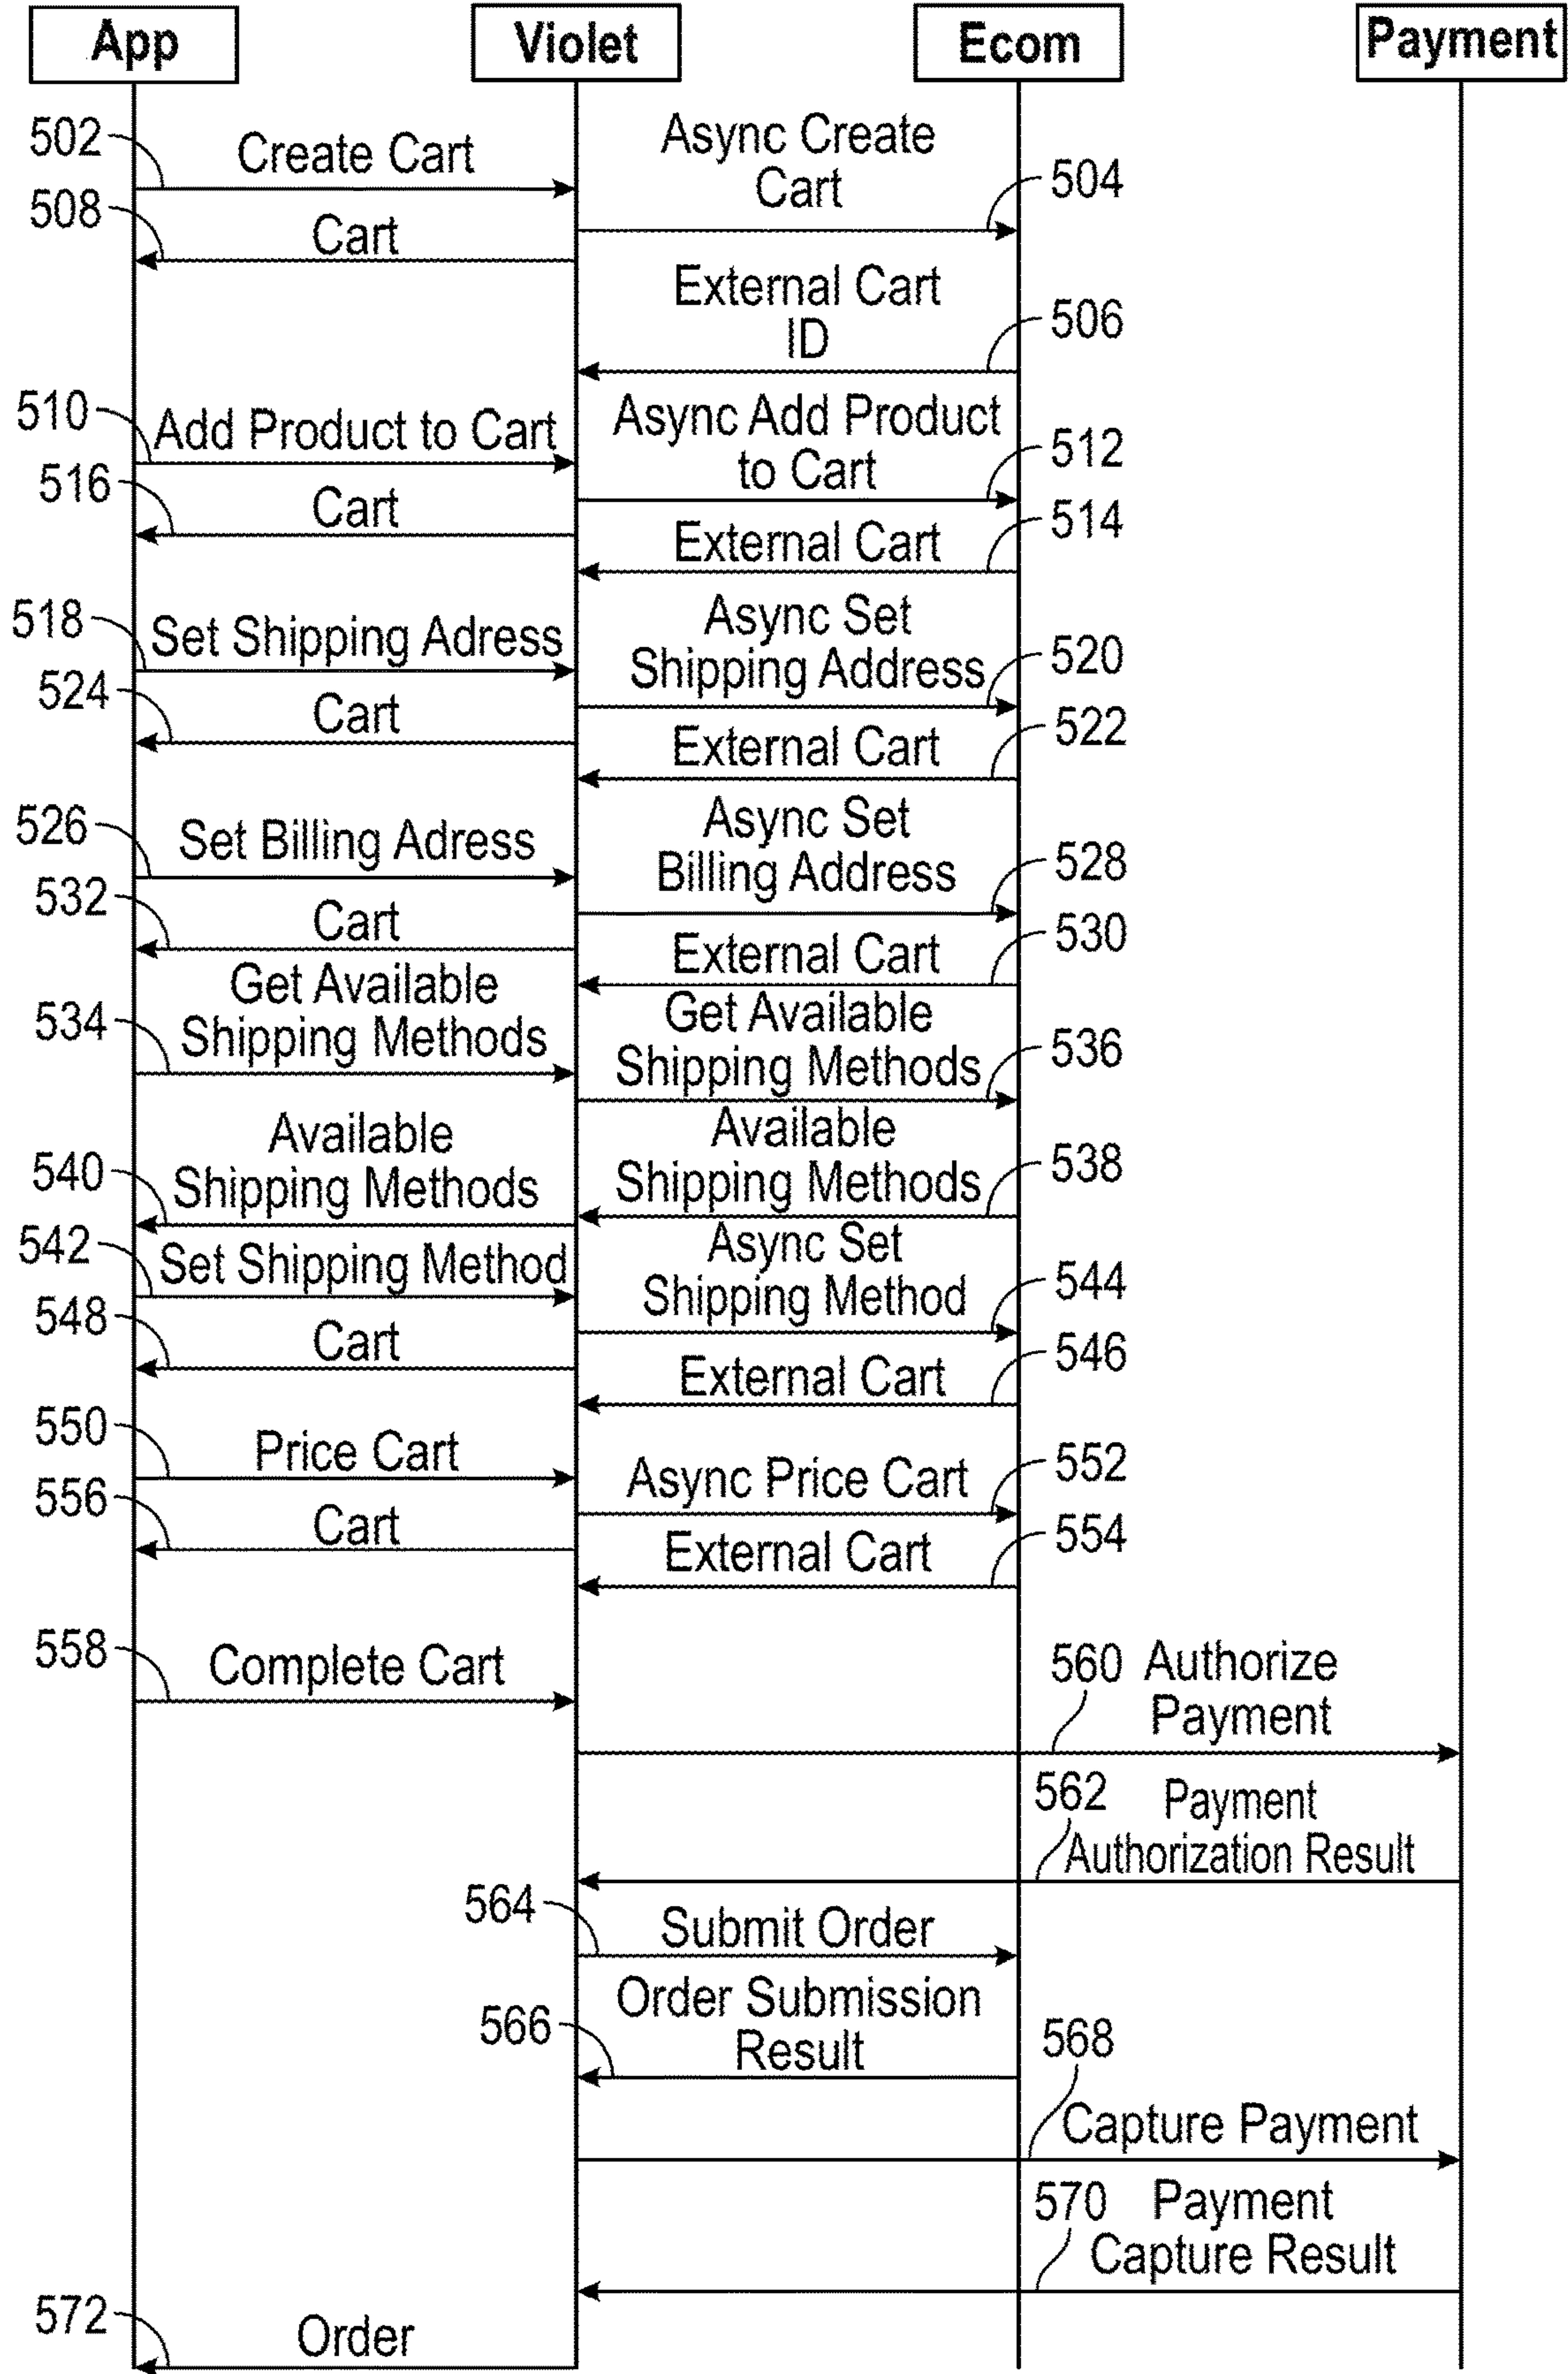 App
Violet
Ecom
Payment
502
Create Cart
Async Create
Cart
504
508
Cart
External Cart
ID
506
510
Add Product to Cart
Async Add Product
to Cart
512
516
Cart
514
External Cart
518
Set Shipping Adress
Async Set
Shipping Address
520
524
Cart
522
External Cart
526
Set Billing Adress
Async Set
Billing Address
528
532
Cart
530
External Cart
534
Get Available
Shipping Methods
Get Available
Shipping Methods
536
540
Available
Shipping Methods
Available
Shipping Methods
538
542
Set Shipping Method
Async Set
Shipping Method
544
548
Cart
546
External Cart
550
Price Cart
Async Price Cart
552
556
Cart
554
External Cart
558
Complete Cart
560 Authorize
Payment
562 Payment
Authorization Result
564
Submit Order
566
Order Submission
Result
568
Capture Payment
570 Payment
Capture Result
572
Order